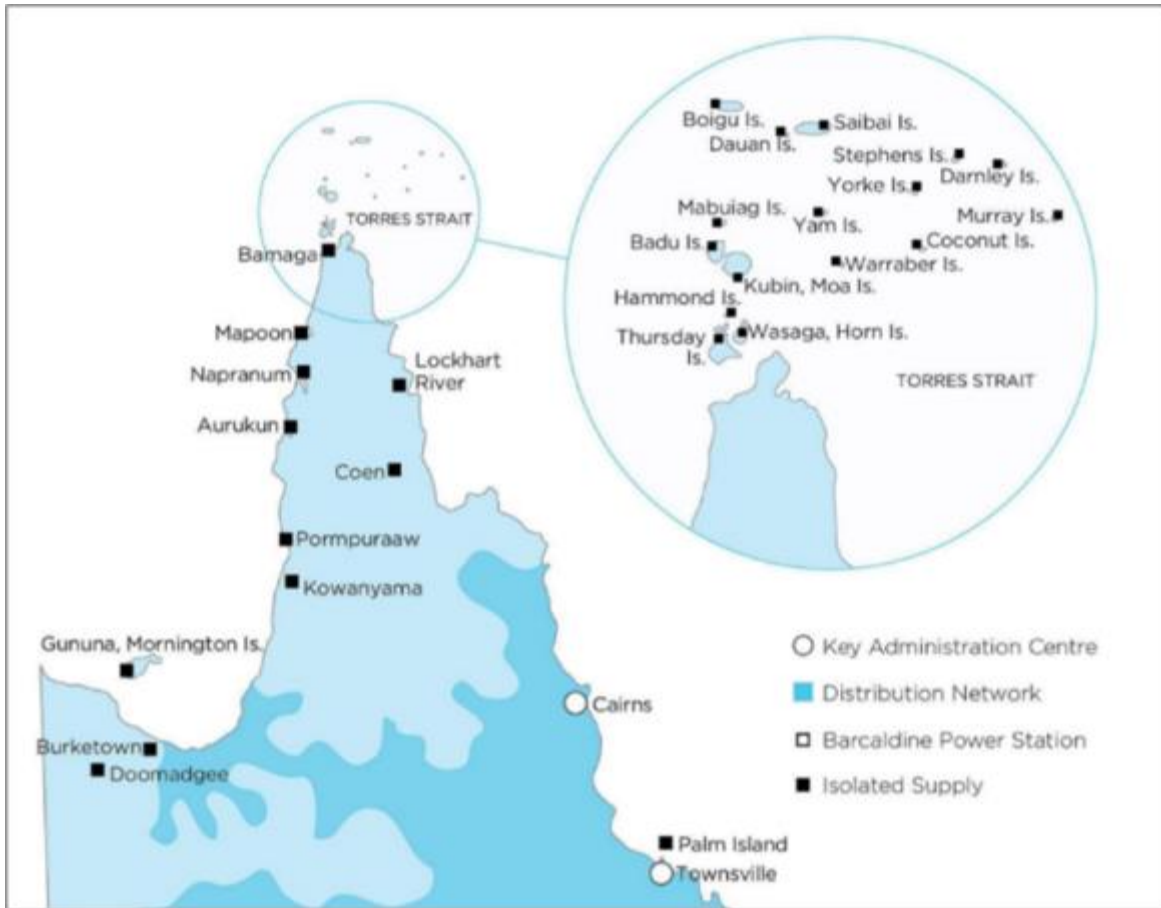 Boigu Is.
Saibai Is.
Dauan Is.
Stephens Is.
Darnley Is.
Yorke Is.
Mabuiag Is.
Yam Is.
Murray Is.
Badu Is.
Coconut Is.
Warraber Is.
Kubin, Moa Is.
Hammond Is.
Thursday
Is.
Wasaga, Horn Is.
TORRES STRAIT
TORRES STRAIT
Bamaga
Mapoon
Napranum
Lockhart
River
Aurukun
Coen
Pormpuraaw
Kowanyama
Gununa, Mornington Is.
Burketown
Doomadgee
Cairns
Palm Island
Townsville
Key Administration Centre
Distribution Network
Barcaldine Power Station
Isolated Supply